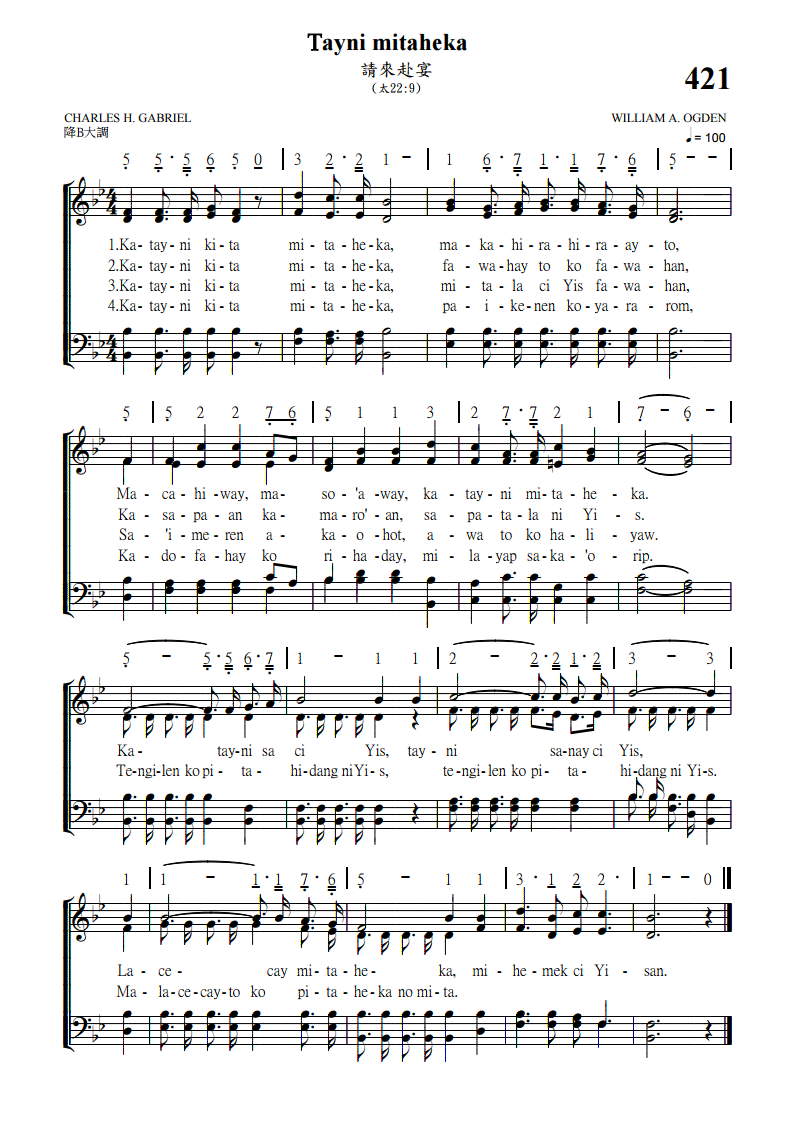 Tayni mitaheka
請來赴宴
421
(太22:9)
CHARLES H. GABRIEL
WILLIAM A. OGDEN
降B大調
♩= 100
5 5 · 5 6 5 0 | 3 2 · 2 1 − | 1 6 · 7 1 · 1 7 · 6 | 5 − −
1.Ka- tay- ni ki- ta mi - ta - he-ka, ma - ka-hi - ra-hi - ra-ay - to,
2.Ka- tay- ni ki- ta mi - ta - he-ka, fa - wa-hay to ko fa - wa - han,
3.Ka- tay- ni ki- ta mi - ta - he-ka, mi - ta - la ci Yis fa - wa - han,
4.Ka- tay- ni ki- ta mi - ta - he-ka, pa - i - ke-nen ko-ya - ra - rom,
5 | 5 2 2 7 6 | 5 1 1 3 | 2 7 · 7 2 1 | 7 − 6 −
Ma - ca - hi - way, ma- so - 'a - way, ka - tay - ni mi - ta - he - ka.
Ka - sa - pa - an ka - ma - ro' - an, sa - pa - ta - la ni Yi - s.
Sa - 'i - me - ren a - ka - o - hot, a - wa to ko ha - li - yaw.
Ka - do - fa - hay ko ri - ha - day, mi - la - yap sa - ka - 'o - rip.
5 − 5 · 5 6 · 7 | 1 − 1 1 | 2 − 2 · 2 1 · 2 | 3 − 3
Ka- tay-ni sa ci Yis, tay - ni sa-nay ci Yis,
Te-ngi-len ko pi - ta - hi-dang ni Yi-s, te - ngi-len ko pi - ta - hi-dang ni Yi-s.
1 | 1 − 1 · 1 7 · 6 | 5 − 1 1 | 3 · 1 2 2 · | 1 − − 0
La - ce - cay mi - ta - he - ka, mi - he-mek ci Yi - san.
Ma - la-ce-cay-to ko pi - ta - he-ka no mi - ta.